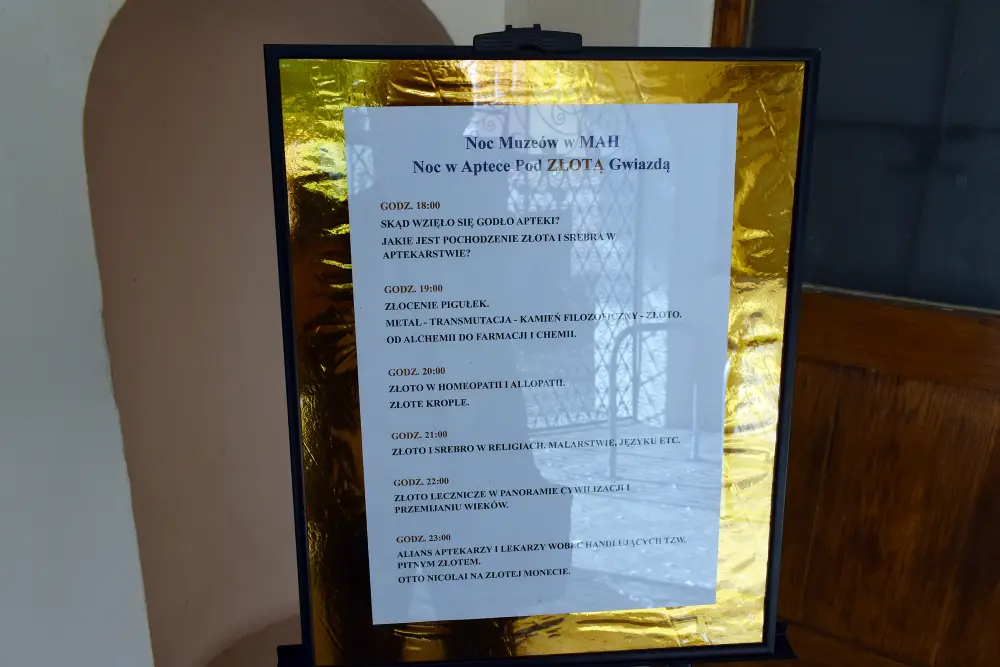 Noc Muzeów w MAH
Noc w Aptece Pod ZŁOTĄ Gwiazdą
GODZ. 18:00
SKĄD WZIĘŁO SIĘ GODŁO APTEKI?
JAKIE JEST POCHODZENIE ZŁOTA I SREBRA W
APTEKARSTWIE?
GODZ. 19:00
ZŁOCENIE PIGUŁEK.
METAL - TRANSMUTACJA - KAMIEŃ FILOZOFICZNY - ZŁOTO.
OD ALCHEMII DO FARMACJI I CHEMII.
GODZ. 20:00
ZŁOTO W HOMEOPATII I ALLOPATII.
ZŁOTE KROPLE.
GODZ. 21:00
ZŁOTO I SREBRO W RELIGIACH. MALARSTWIE, JĘZYKU ETC.
GODZ. 22:00
ZŁOTO LECZNICZE W PANORAMIE CYWILIZACJI I
PRZEMIJANIU WIEKÓW.
GODZ. 23:00
ALIANS APTEKARZY I LEKARZY WOBEC HANDLUJĄCYCH TZW.
PITNYM ZŁOTEM.
OTTO NICOLAI NA ZŁOTEJ MONECIE.